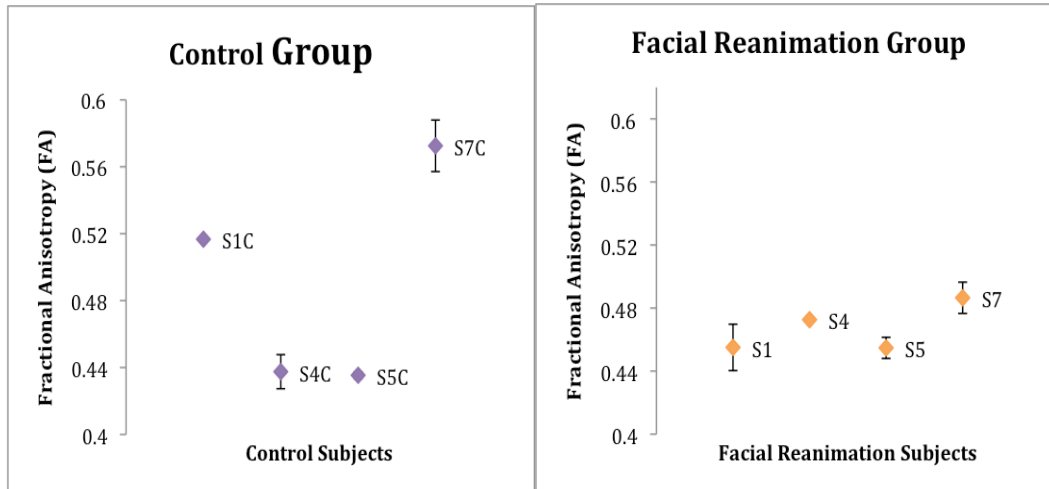 Control Group
Fractional Anisotropy (FA)
0.6
0.56
0.52
0.48
0.44
0.4
S1C
S4C
S5C
S7C
Control Subjects
Facial Reanimation Group
Fractional Anisotropy (FA)
0.6
0.56
0.52
0.48
0.44
0.4
S1
S4
S5
S7
Facial Reanimation Subjects